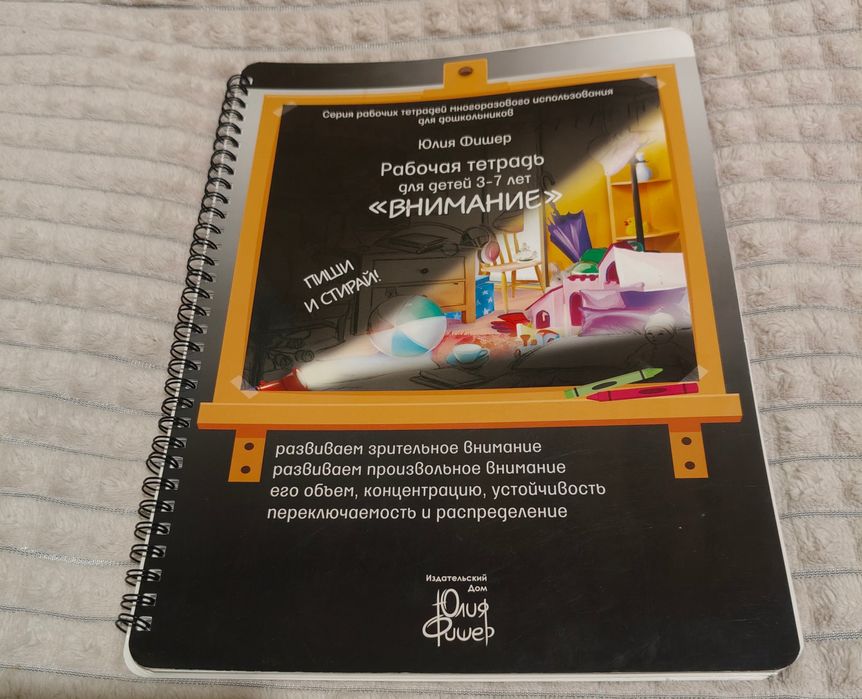 Серия рабочих тетрадей многоразового использования
для дошкольников
Юлия Фишер
Рабочая тетрадь
для детей 3-7 лет
«ВНИМАНИЕ»
ПИШИ
И СТИРАЙ!
развиваем зрительное внимание
развиваем произвольное внимание
его объем, концентрацию, устойчивость
переключаемость и распределение
Издательский
Дом
Юлия
Фишер